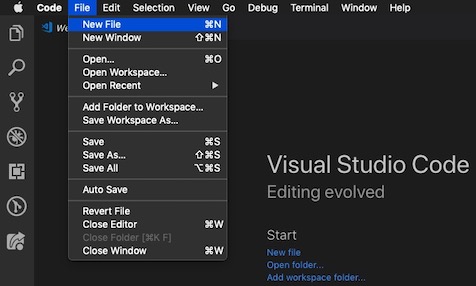 Code File Edit Selection View Go Debug Terminal Window Help
New File ⌘N
New Window ⇧⌘N
Open... ⌘O
Open Workspace...
Open Recent ▶
Add Folder to Workspace...
Save Workspace As...
Save ⌘S
Save As... ⇧⌘S
Save All ⌥⌘S
Auto Save
Revert File
Close Editor ⌘W
Close Folder [⌘K F]
Close Window ⌘W
Visual Studio Code
Editing evolved
Start
New file
Open folder...
Add workspace folder...